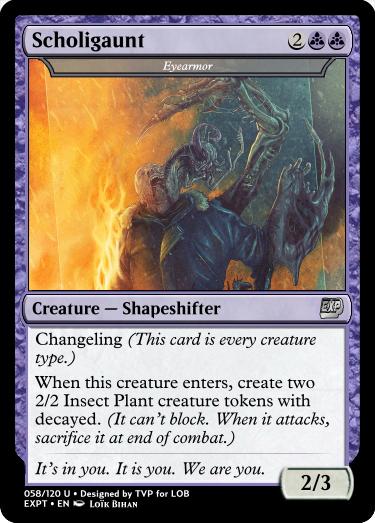 Scholigaunt 2
Eyearmor
Creature — Shapeshifter EXP
Changeling (This card is every creature
type.)
When this creature enters, create two
2/2 Insect Plant creature tokens with
decayed. (It can't block. When it attacks,
sacrifice it at end of combat.)
It's in you. It is you. We are you.
2/3
058/120 U • Designed by TVP for LOB
EXPT • EN Loïk Bihan